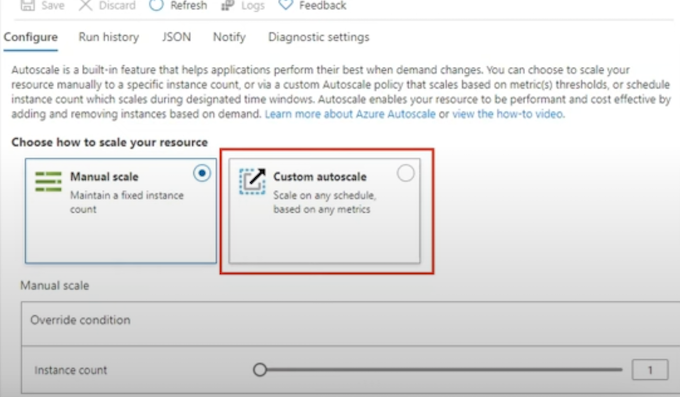 Save Discard Refresh Logs Feedback
Configure Run history JSON Notify Diagnostic settings
Autoscale is a built-in feature that helps applications perform their best when demand changes. You can choose to scale your
resource manually to a specific instance count, or via a custom Autoscale policy that scales based on metric(s) thresholds, or schedule
instance count which scales during designated time windows. Autoscale enables your resource to be performant and cost effective by
adding and removing instances based on demand. Learn more about Azure Autoscale or view the how-to video.
Choose how to scale your resource
Manual scale
Maintain a fixed instance
count
Custom autoscale
Scale on any schedule,
based on any metrics
Manual scale
Override condition
Instance count 1